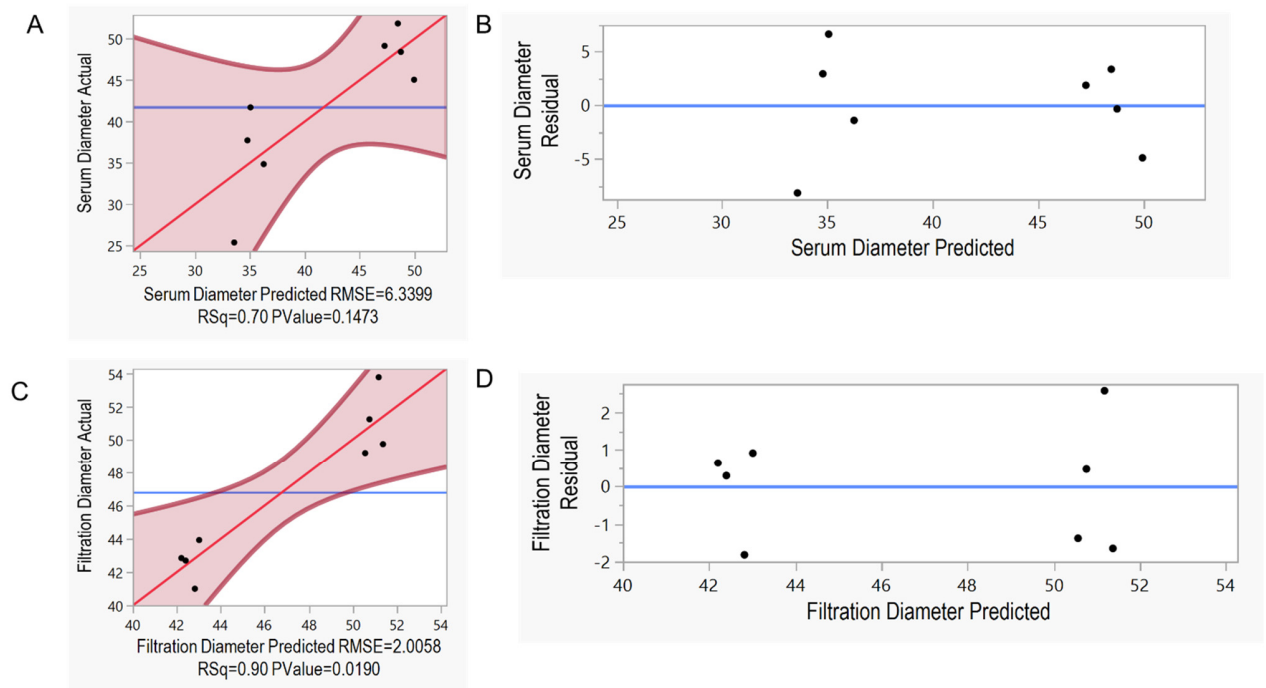 A
Serum Diameter Actual
50
45
40
35
30
25
25 30 35 40 45 50
Serum Diameter Predicted RMSE=6.3399
RSq=0.70 PValue=0.1473
B
Serum Diameter
Residual
5
0
-5
25 30 35 40 45 50
Serum Diameter Predicted
C
Filtration Diameter Actual
54
52
50
48
46
44
42
40
40 42 44 46 48 50 52 54
Filtration Diameter Predicted RMSE=2.0058
RSq=0.90 PValue=0.0190
D
Filtration Diameter
Residual
2
1
0
-1
-2
40 42 44 46 48 50 52 54
Filtration Diameter Predicted